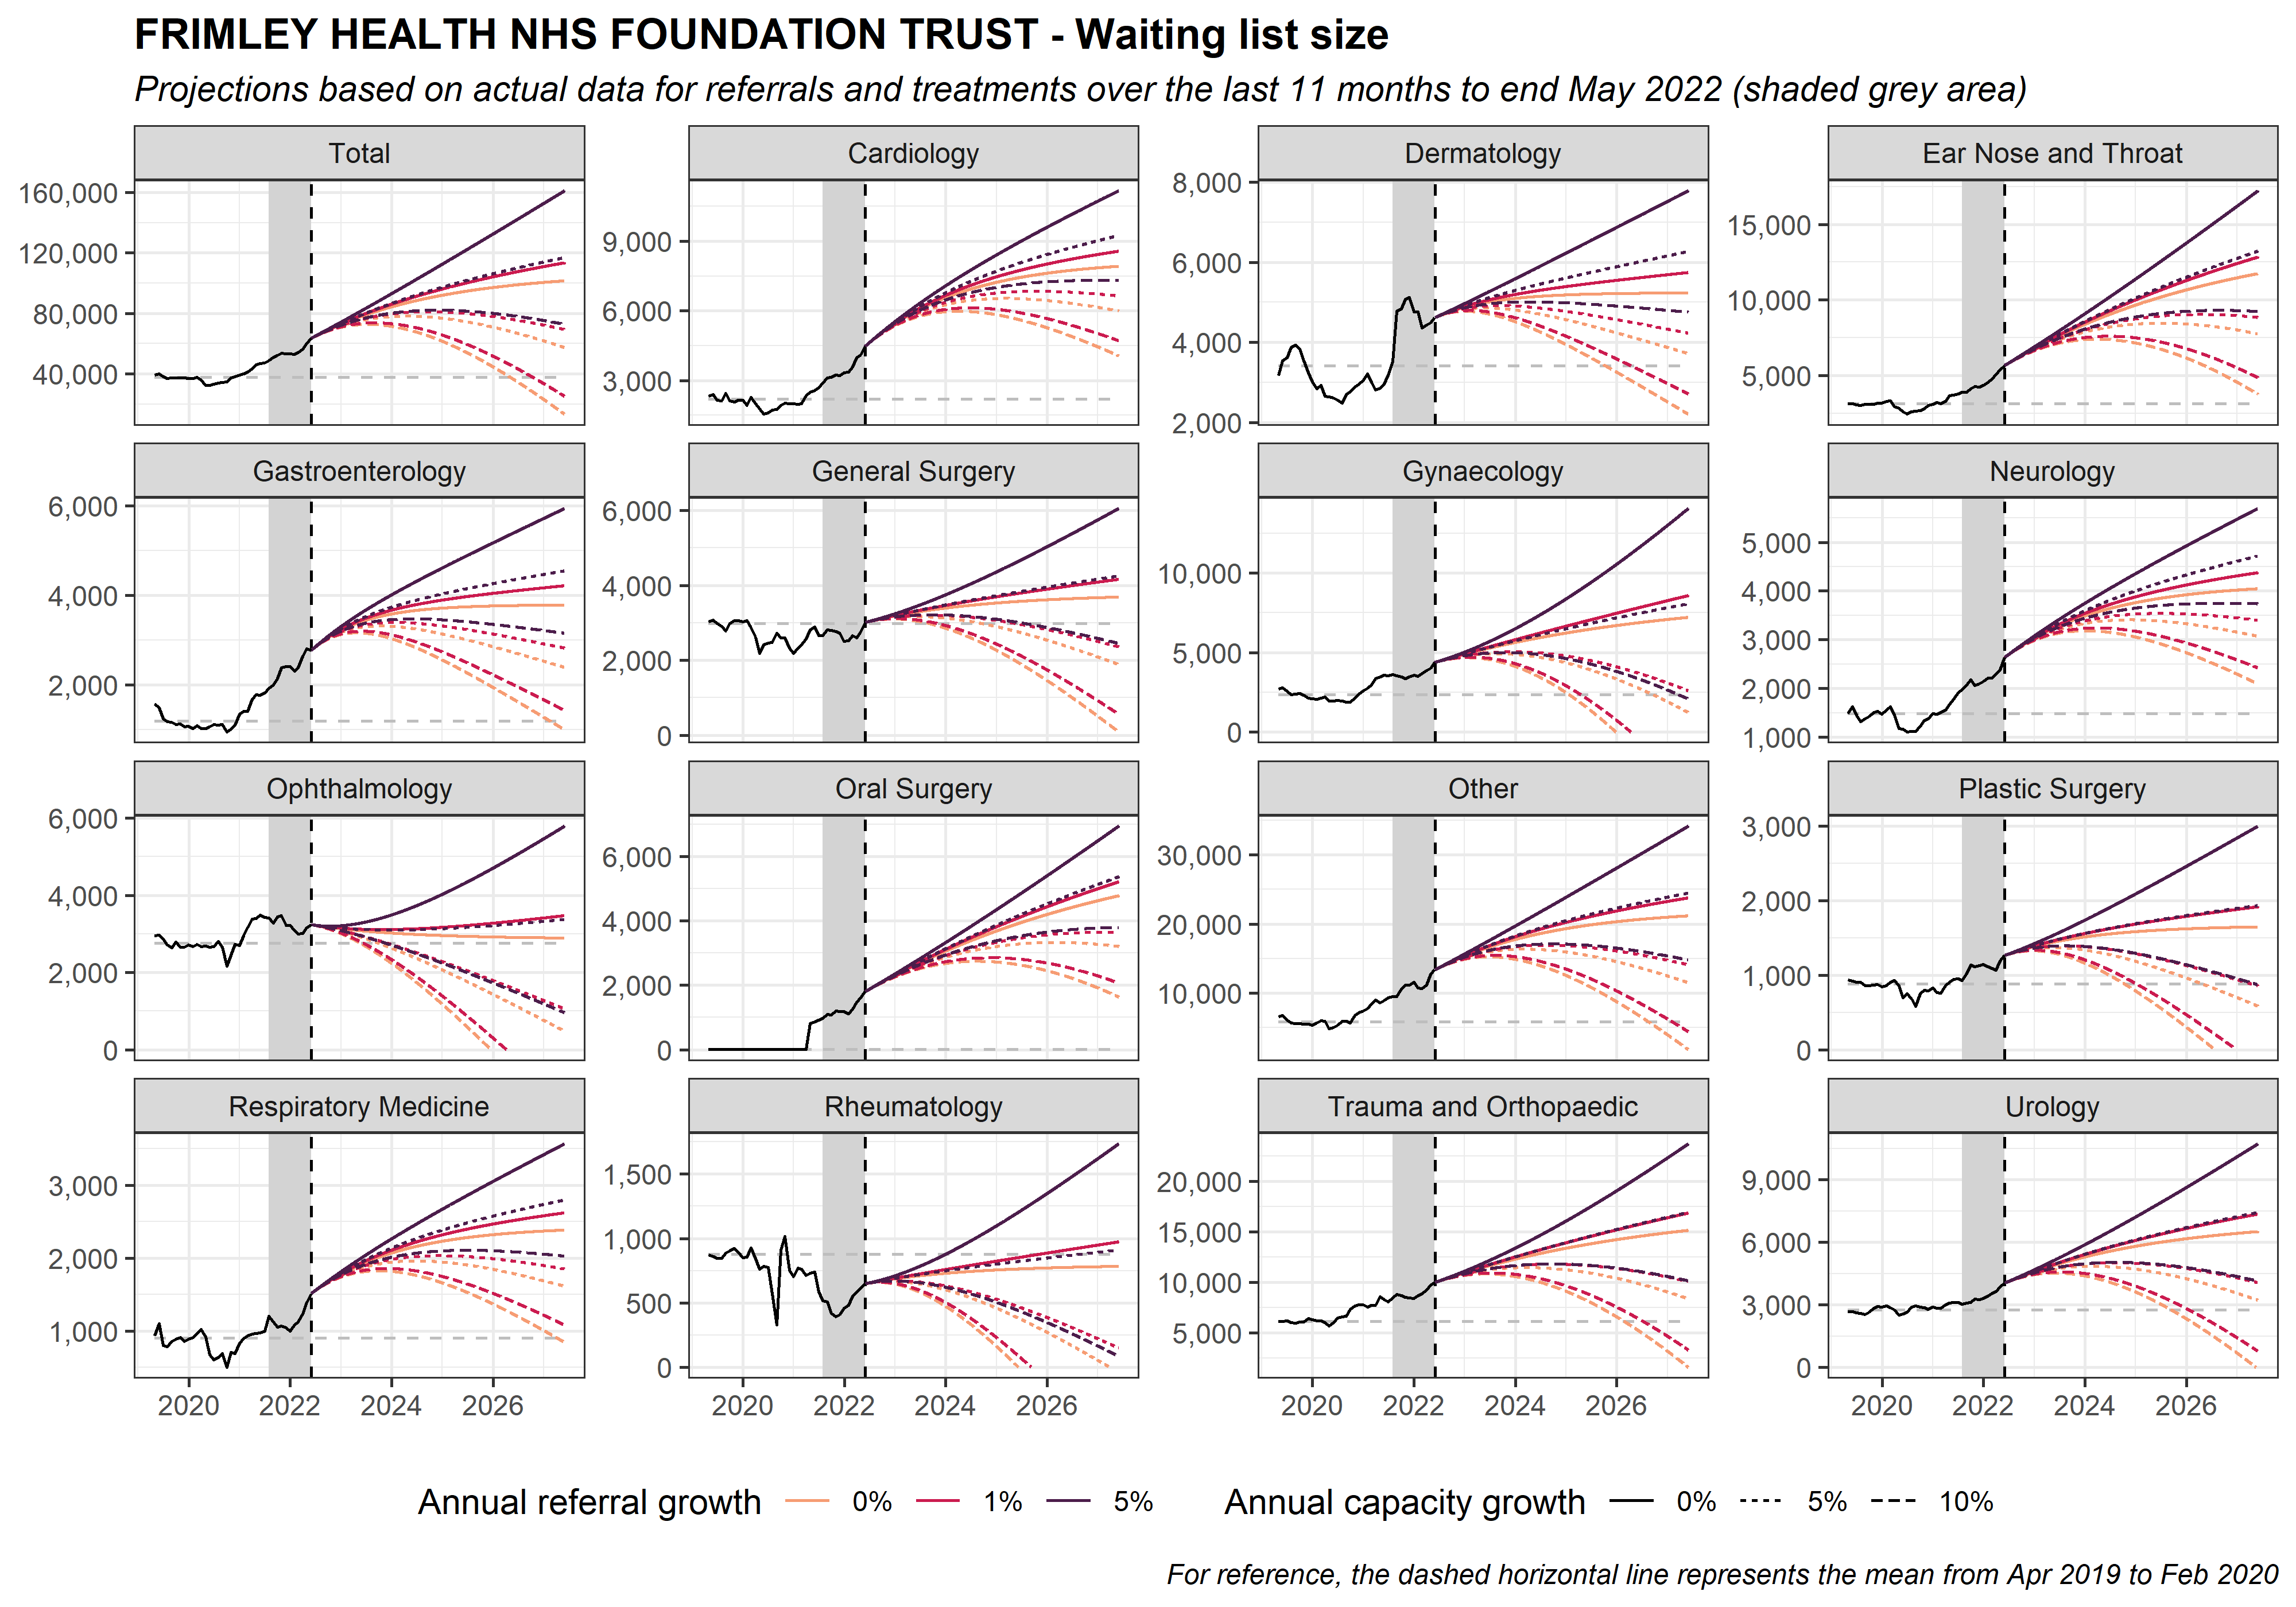 FRIMLEY HEALTH NHS FOUNDATION TRUST - Waiting list size
Projections based on actual data for referrals and treatments over the last 11 months to end May 2022 (shaded grey area)
Total
160,000
120,000
80,000
40,000
Cardiology
9,000
6,000
3,000
Dermatology
8,000
6,000
4,000
2,000
Ear Nose and Throat
15,000
10,000
5,000
Gastroenterology
6,000
4,000
2,000
General Surgery
6,000
4,000
2,000
0
Gynaecology
10,000
5,000
0
Neurology
5,000
4,000
3,000
2,000
1,000
Ophthalmology
6,000
4,000
2,000
0
Oral Surgery
6,000
4,000
2,000
0
Other
30,000
20,000
10,000
Plastic Surgery
3,000
2,000
1,000
0
Respiratory Medicine
3,000
2,000
1,000
2020 2022 2024 2026
Rheumatology
1,500
1,000
500
0
2020 2022 2024 2026
Trauma and Orthopaedic
20,000
15,000
10,000
5,000
2020 2022 2024 2026
Urology
9,000
6,000
3,000
0
2020 2022 2024 2026
Annual referral growth 0% 1% 5% Annual capacity growth 0% 5% 10%
For reference, the dashed horizontal line represents the mean from Apr 2019 to Feb 2020